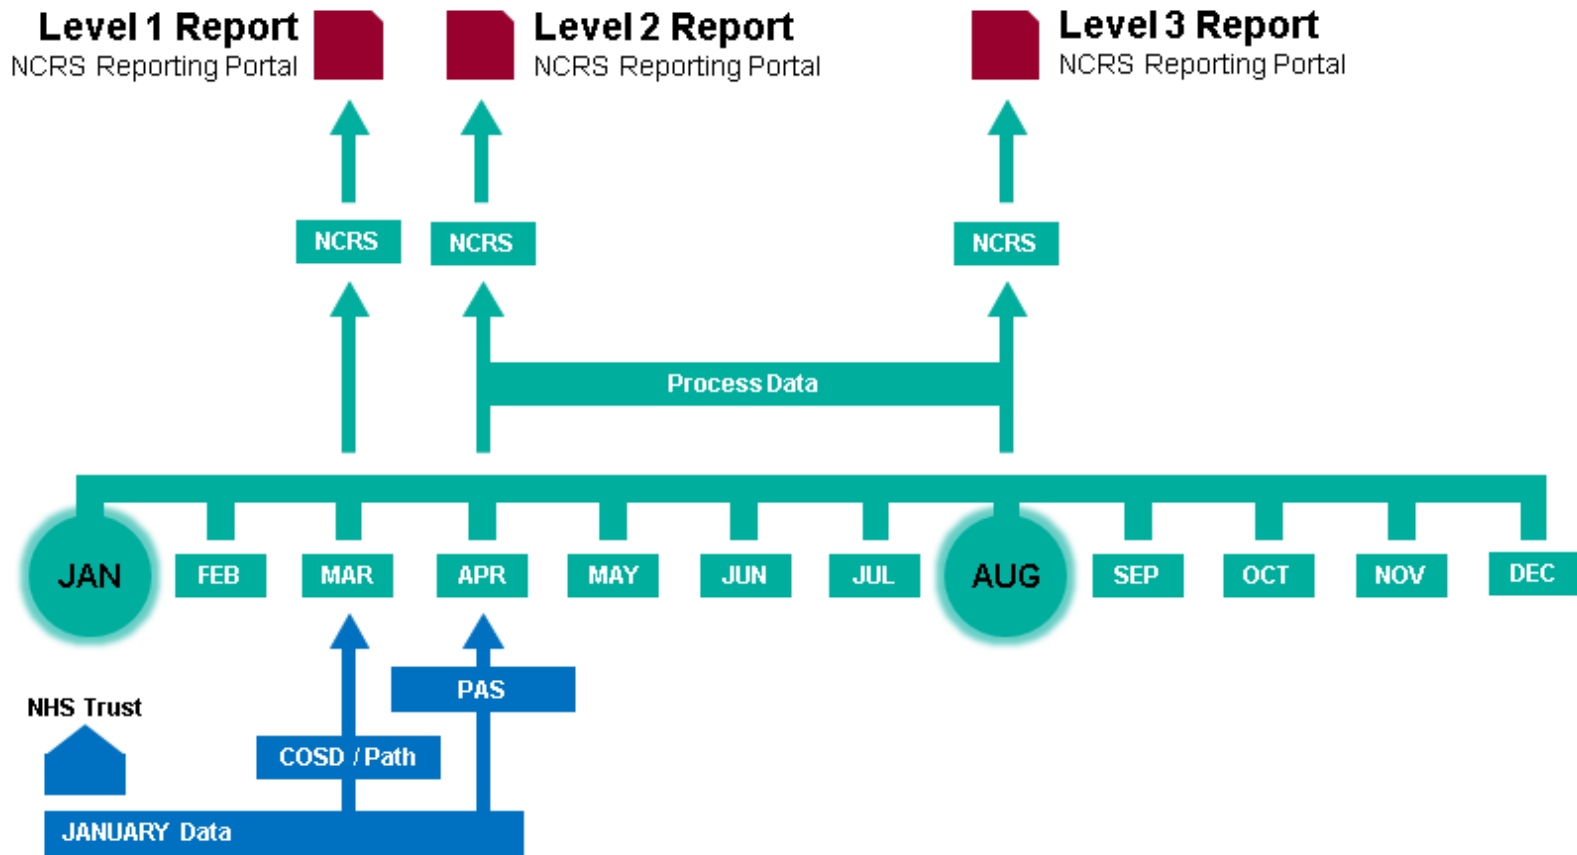 Level 1 Report
NCRS Reporting Portal
Level 2 Report
NCRS Reporting Portal
Level 3 Report
NCRS Reporting Portal
NCRS
NCRS
NCRS
Process Data
JAN
FEB
MAR
APR
MAY
JUN
JUL
AUG
SEP
OCT
NOV
DEC
PAS
NHS Trust
COSD / Path
JANUARY Data